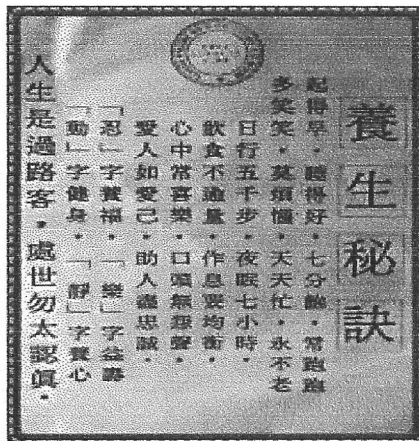 養生秘訣
起得早,睡得好,七分飽,常跑跑
多笑笑,莫煩惱,天天忙,永不老
日行五千步,夜眠七小時,
飲食不逾量,作息要均衡,
心中常喜樂,口頭無怨聲,
愛人如愛己,助人盡忠誠,
「忍」字養福,「樂」字益壽
「動」字健身,「靜」字養心
人生是過路客,處世勿太認真,